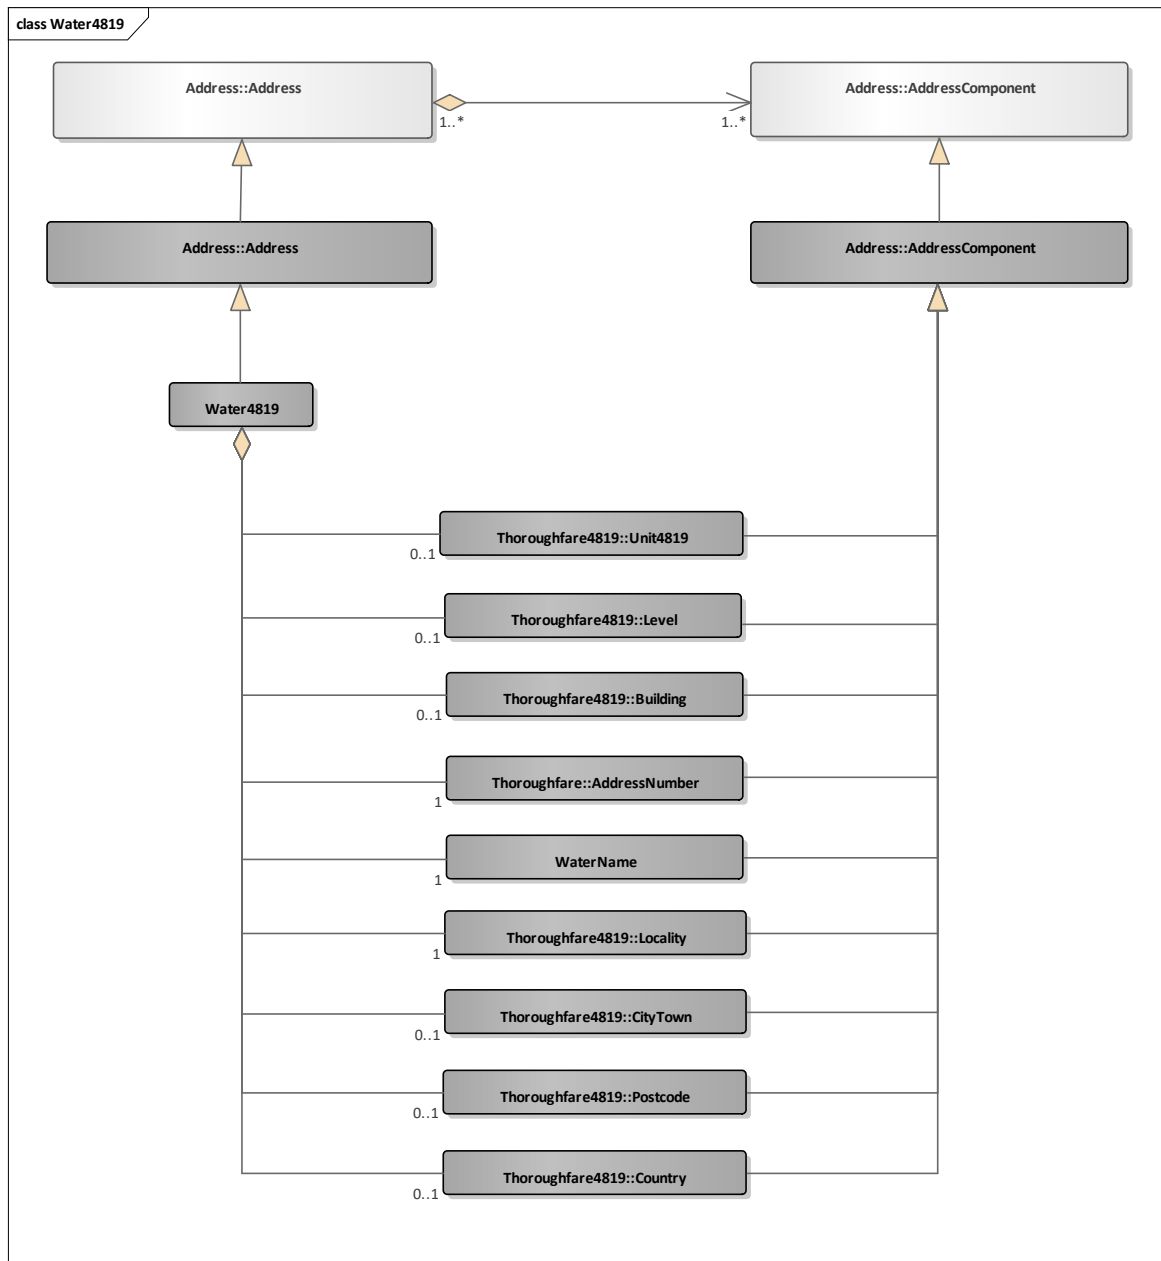 class Water4819
Address::Address
Address::AddressComponent
1..*
1..*
Address::Address
Address::AddressComponent
Water4819
Thoroughfare4819::Unit4819
0..1
Thoroughfare4819::Level
0..1
Thoroughfare4819::Building
0..1
Thoroughfare::AddressNumber
1
WaterName
1
Thoroughfare4819::Locality
1
Thoroughfare4819::CityTown
0..1
Thoroughfare4819::Postcode
0..1
Thoroughfare4819::Country
0..1